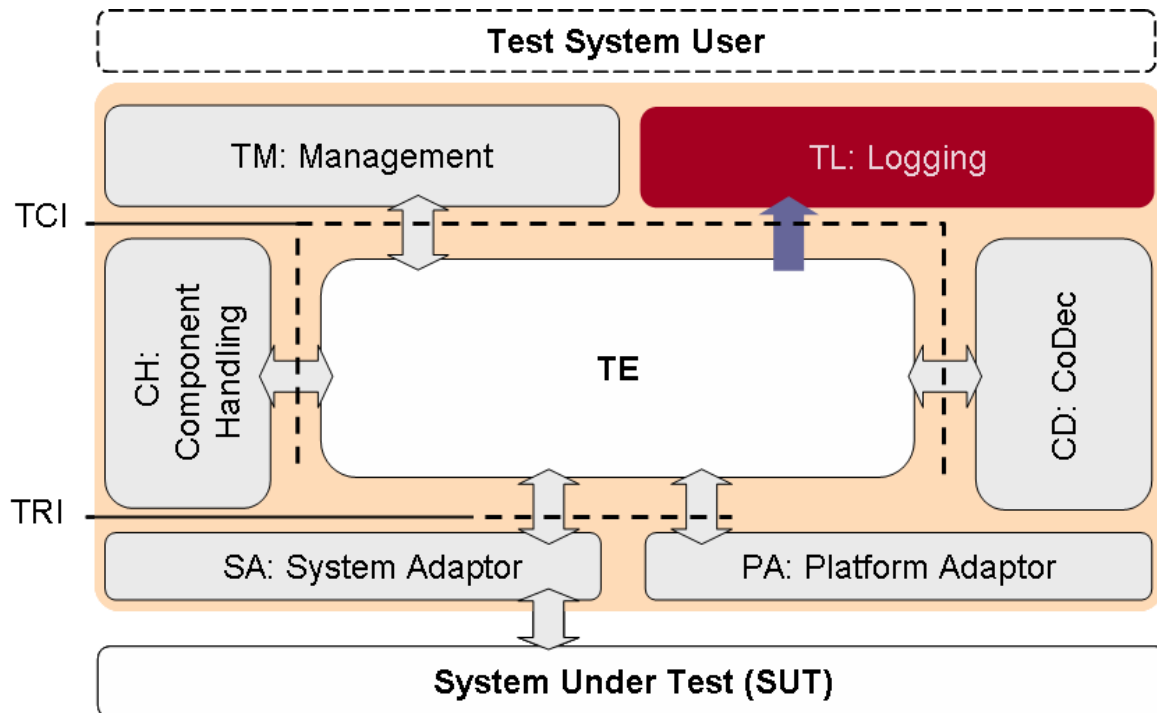 Test System User
TM: Management
TL: Logging
TCI
CH:
Component
Handling
TE
CD: CoDec
TRI
SA: System Adaptor
PA: Platform Adaptor
System Under Test (SUT)